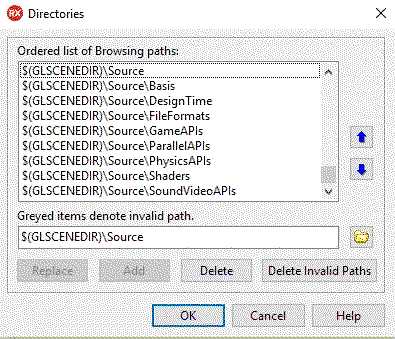 RX Directories
Ordered list of Browsing paths:
$(GLSCENEDIR)\Source
$(GLSCENEDIR)\Source\Basis
$(GLSCENEDIR)\Source\DesignTime
$(GLSCENEDIR)\Source\FileFormats
$(GLSCENEDIR)\Source\GameAPIs
$(GLSCENEDIR)\Source\ParallelAPIs
$(GLSCENEDIR)\Source\PhysicsAPIs
$(GLSCENEDIR)\Source\Shaders
$(GLSCENEDIR)\Source\SoundVideoAPIs
Greyed items denote invalid path.
$(GLSCENEDIR)\Source
Replace Add Delete Delete Invalid Paths
OK Cancel Help